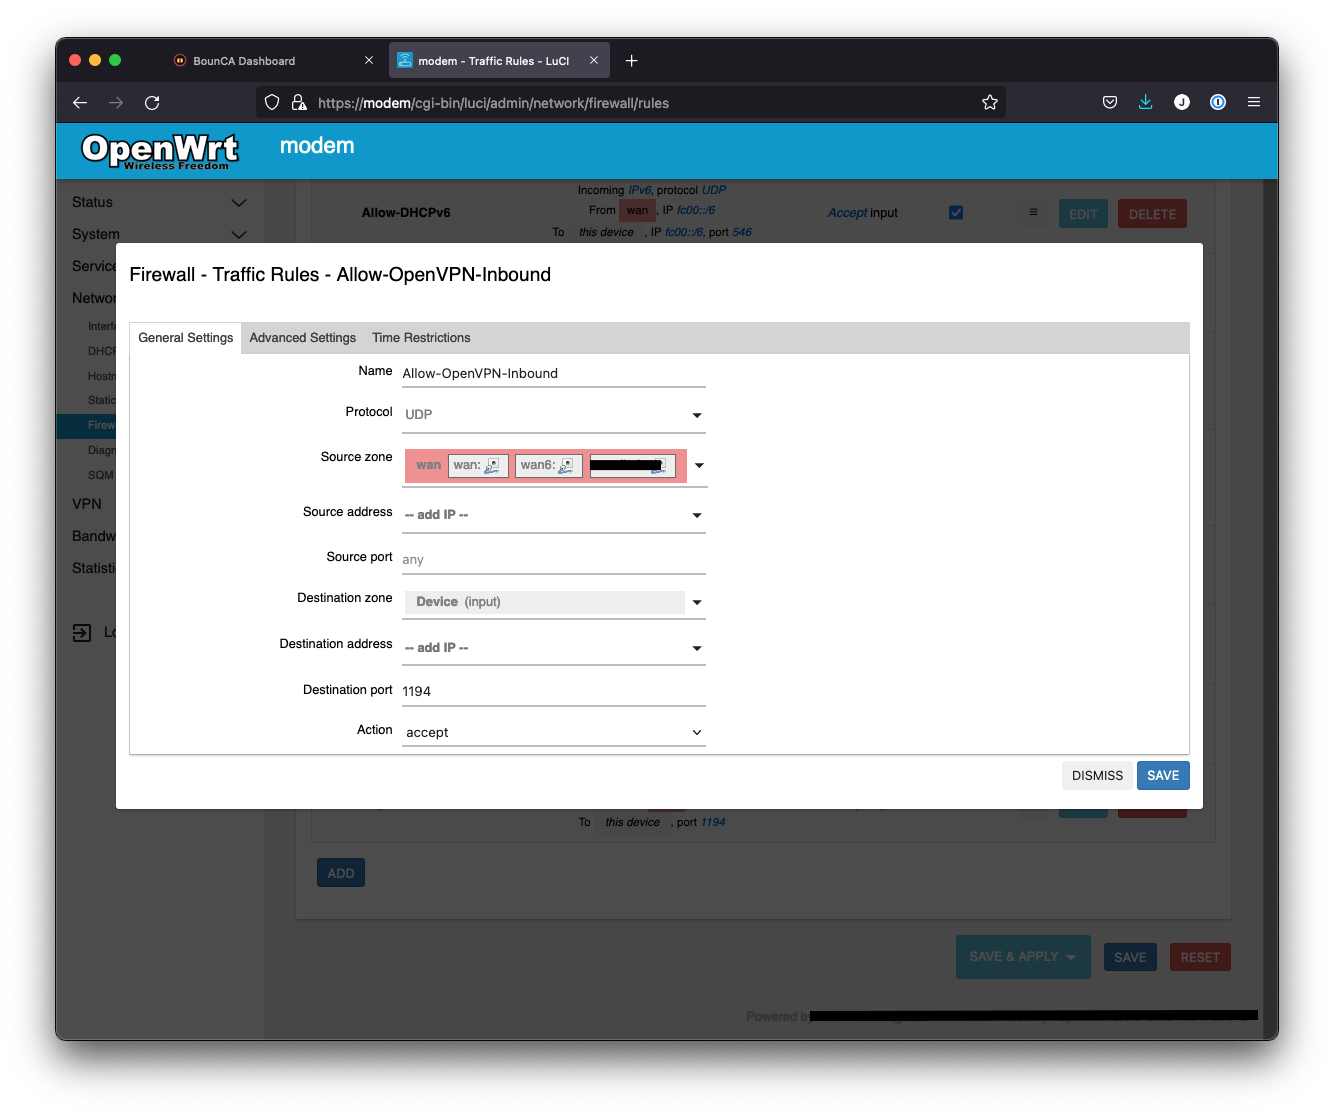 BounCA Dashboard
modem - Traffic Rules - LuCI
https://modem/cgi-bin/luci/admin/network/firewall/rules
J
OpenWrt
Wireless Freedom
modem
Status
System
Service
Networ
Interfa
DHCP
Hostn
Static
Firew
Diagn
SQM
VPN
Bandw
Statisti
Lo
Incoming IPv6, protocol UDP
Allow-DHCPv6
From wan , IP fc00::/6
To this device , IP fc00::/6, port 546
Accept input
EDIT
DELETE
Firewall - Traffic Rules - Allow-OpenVPN-Inbound
General Settings
Advanced Settings
Time Restrictions
Name
Allow-OpenVPN-Inbound
Protocol
UDP
Source zone
wan
wan:
wan6:
Source address
-- add IP --
Source port
any
Destination zone
Device (input)
Destination address
-- add IP --
Destination port
1194
Action
accept
DISMISS
SAVE
To this device , port 1194
ADD
SAVE & APPLY
SAVE
RESET
Powered by